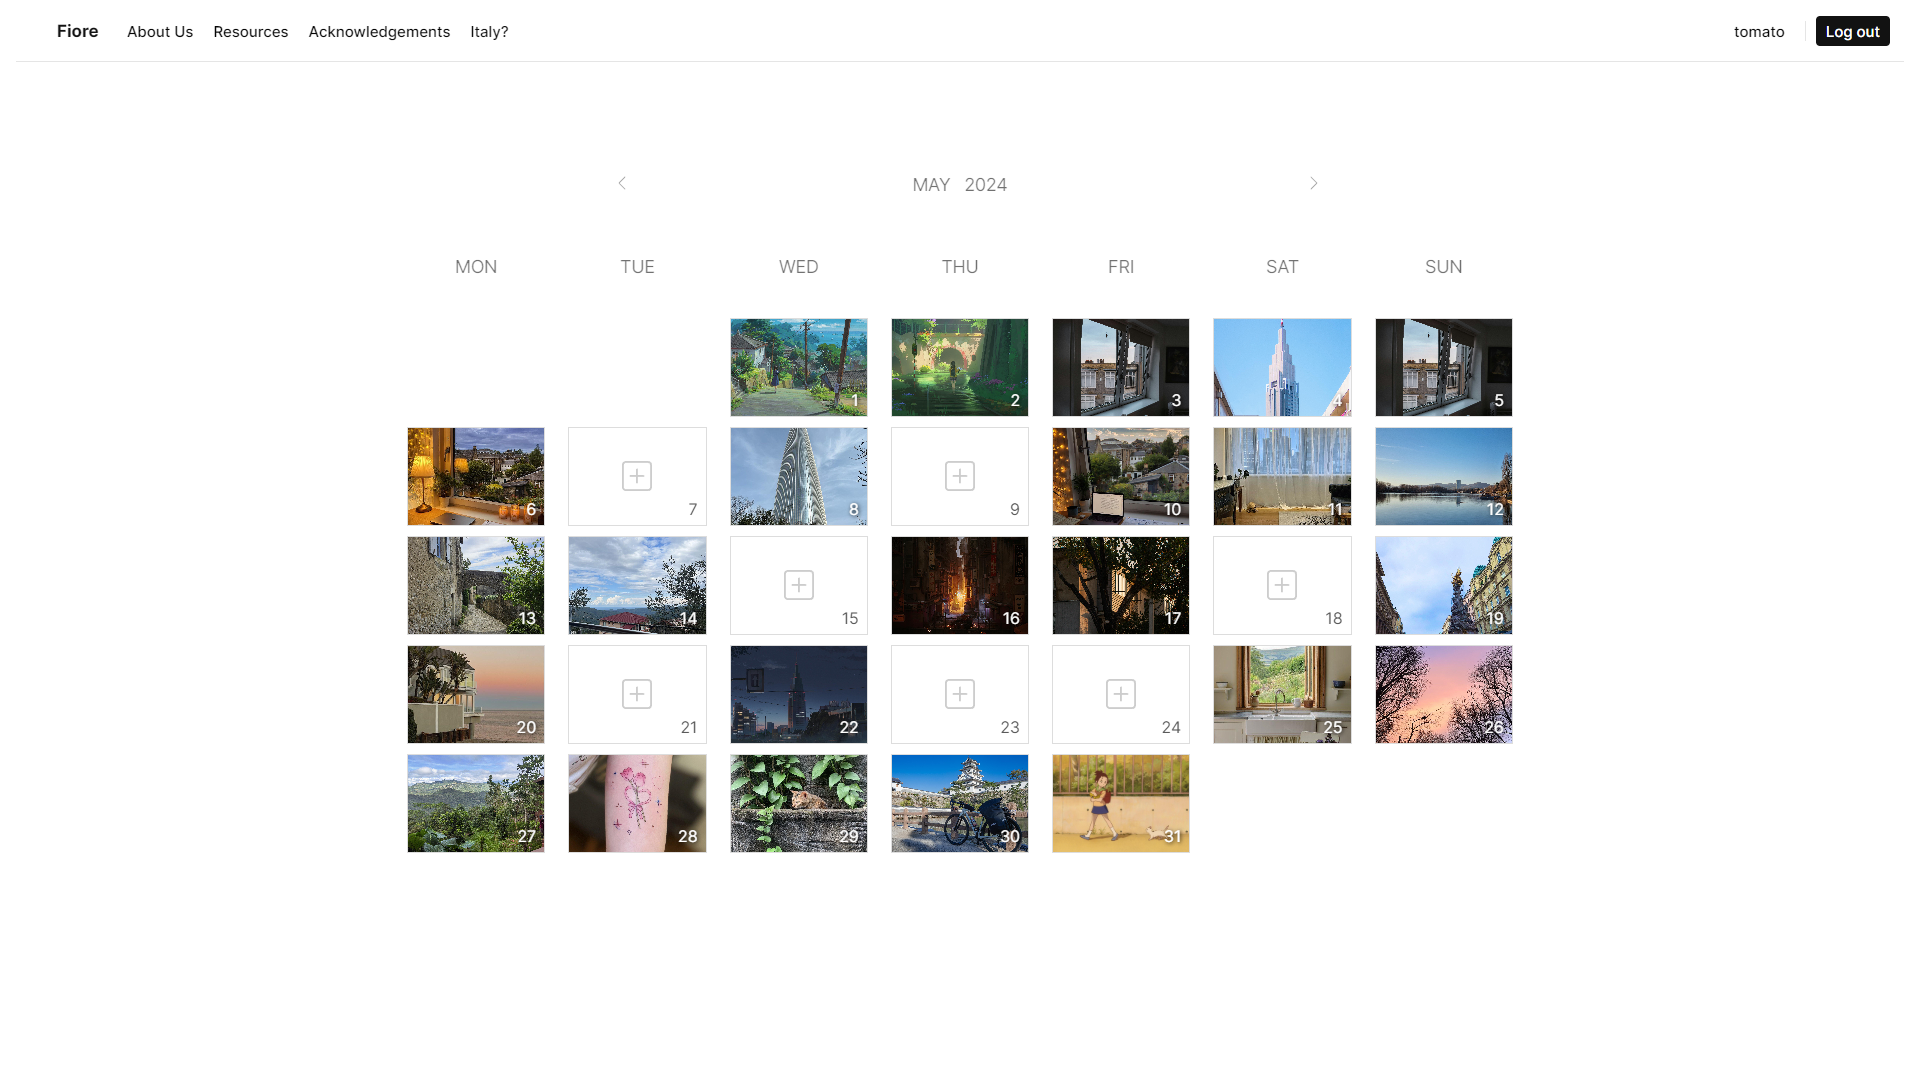 Fiore About Us Resources Acknowledgements Italy? tomato Log out
MAY 2024
MON TUE WED THU FRI SAT SUN
1 2 3 4 5
6 7 8 9 10 11 12
13 14 15 16 17 18 19
20 21 22 23 24 25 26
27 28 29 30 31